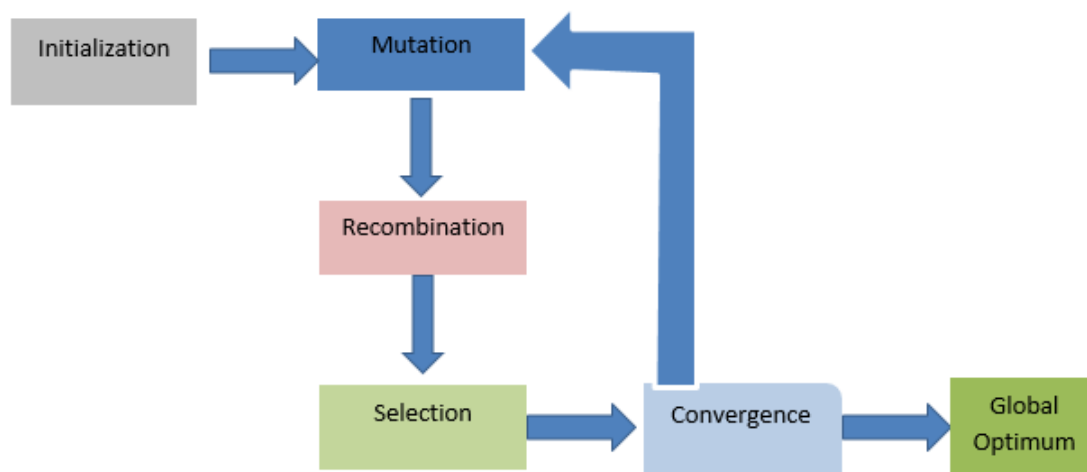 Initialization
Mutation
Recombination
Selection
Convergence
Global
Optimum